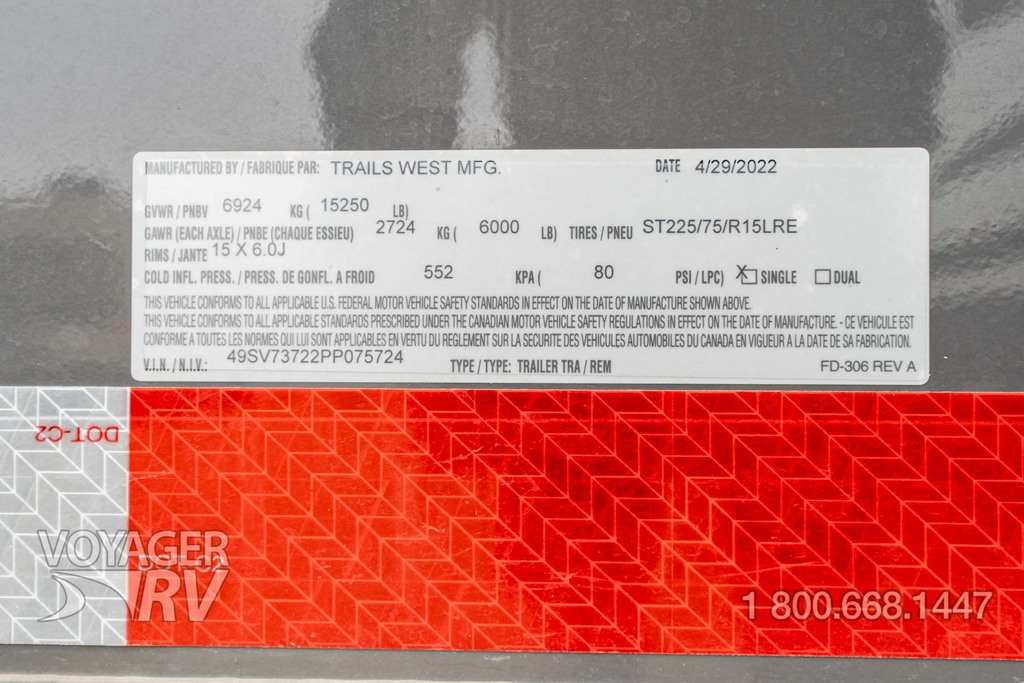 MANUFACTURED BY / FABRIQUE PAR: TRAILS WEST MFG. DATE 4/29/2022
GVWR / PNBV 6924 KG ( 15250 LB)
GAWR (EACH AXLE) / PNBE (CHAQUE ESSIEU) 2724 KG ( 6000 LB) TIRES / PNEU ST225/75/R15LRE
RIMS / JANTE 15 X 6.0J
COLD INFL. PRESS. / PRESS. DE GONFL. A FROID 552 KPA ( 80 PSI / LPC) X SINGLE DUAL
THIS VEHICLE CONFORMS TO ALL APPLICABLE U.S. FEDERAL MOTOR VEHICLE SAFETY STANDARDS IN EFFECT ON THE DATE OF MANUFACTURE SHOWN ABOVE.
THIS VEHICLE CONFORMS TO ALL APPLICABLE STANDARDS PRESCRIBED UNDER THE CANADIAN MOTOR VEHICLE SAFETY REGULATIONS IN EFFECT ON THE DATE OF MANUFACTURE. - CE VEHICULE EST
CONFORME A TOUTES LES NORMES QUI LUI SONT APPLICABLES EN VERTU DU REGLEMENT SUR LA SECURITE DES VEHICULES AUTOMOBILES DU CANADA EN VIGUEUR A LA DATE DE SA FABRICATION.
V.I.N. / N.I.V.: 49SV73722PP075724 TYPE / TYPE: TRAILER TRA / REM FD-306 REV A
DOT-C2
VOYAGER
RV
1 800.668.1447